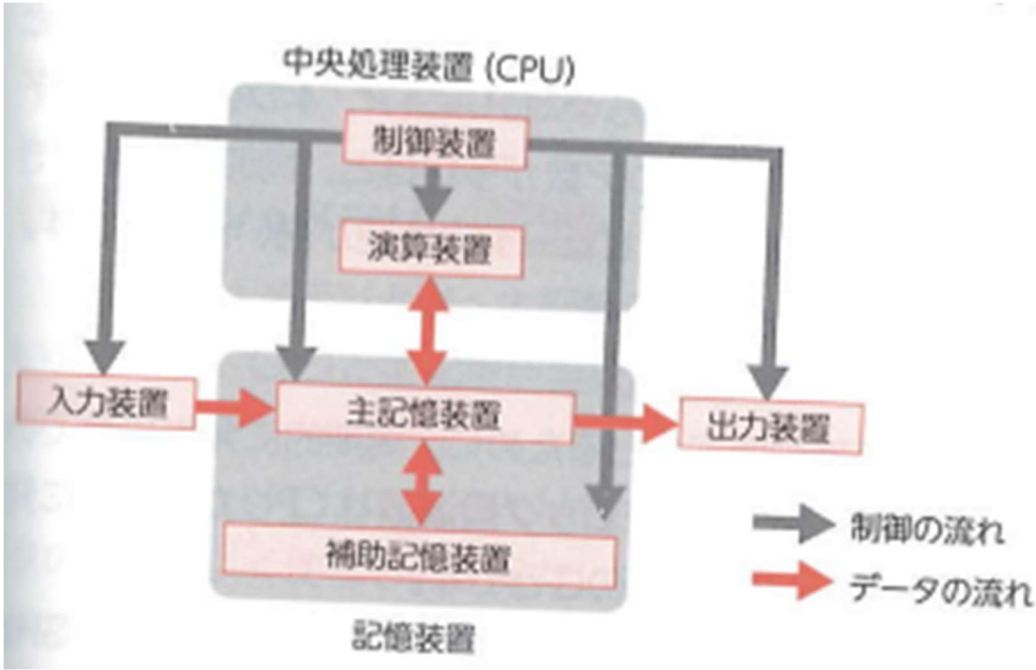 中央処理装置 (CPU)
制御装置
演算装置
入力装置
主記憶装置
出力装置
補助記憶装置
記憶装置
制御の流れ
データの流れ